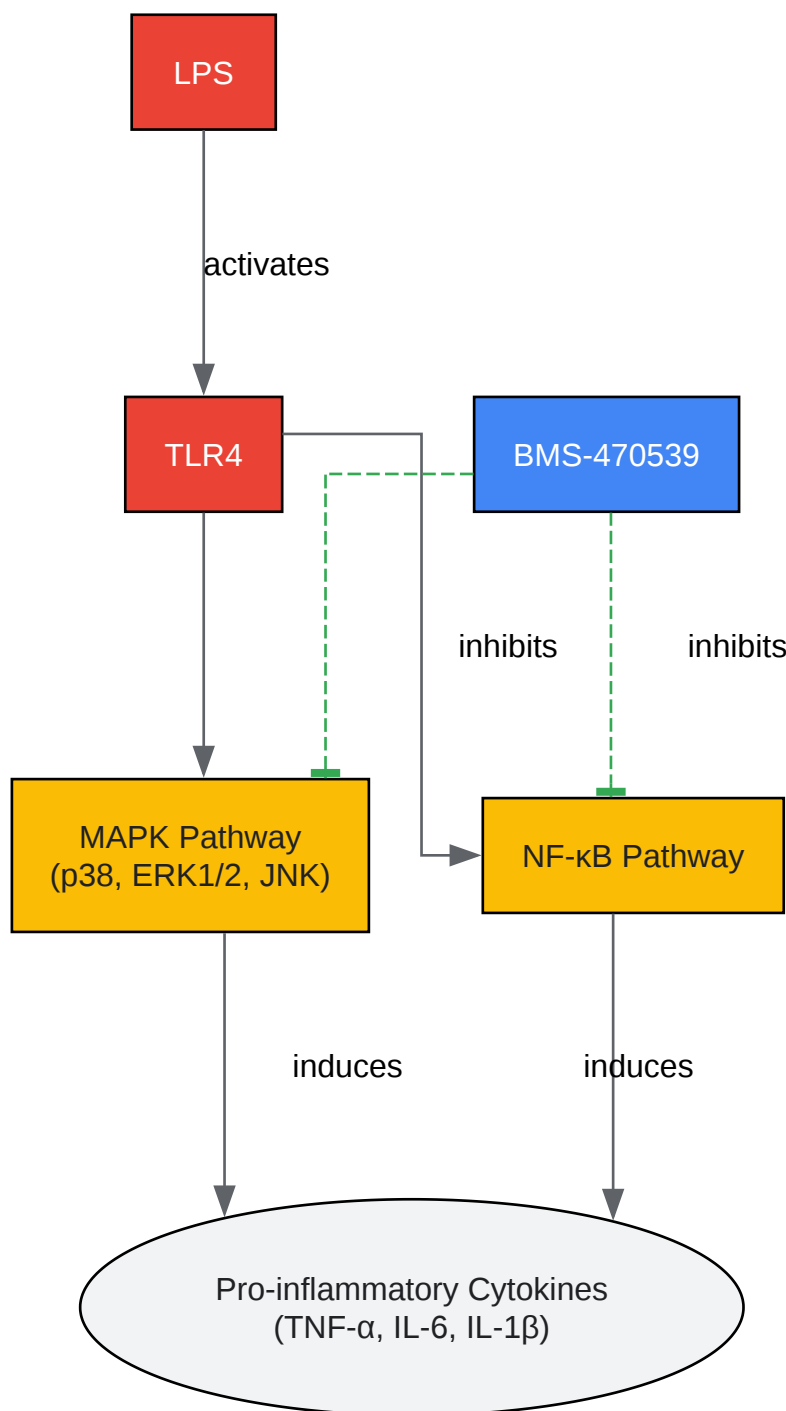 LPS
activates
TLR4
BMS-470539
inhibits
inhibits
MAPK Pathway
(p38, ERK1/2, JNK)
NF-κB Pathway
induces
induces
Pro-inflammatory Cytokines
(TNF-α, IL-6, IL-1β)